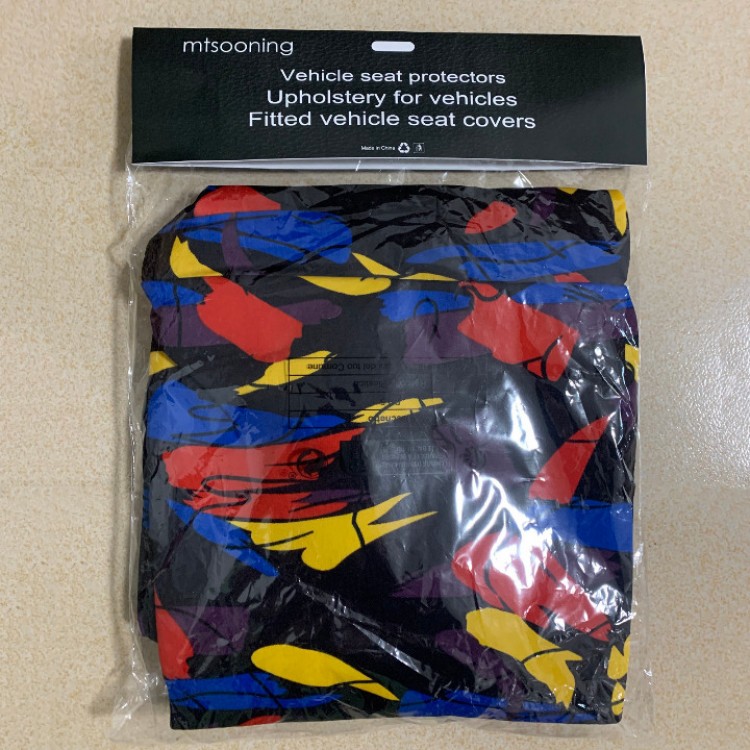 mtsooning
Vehicle seat protectors
Upholstery for vehicles
Fitted vehicle seat covers
Made in China